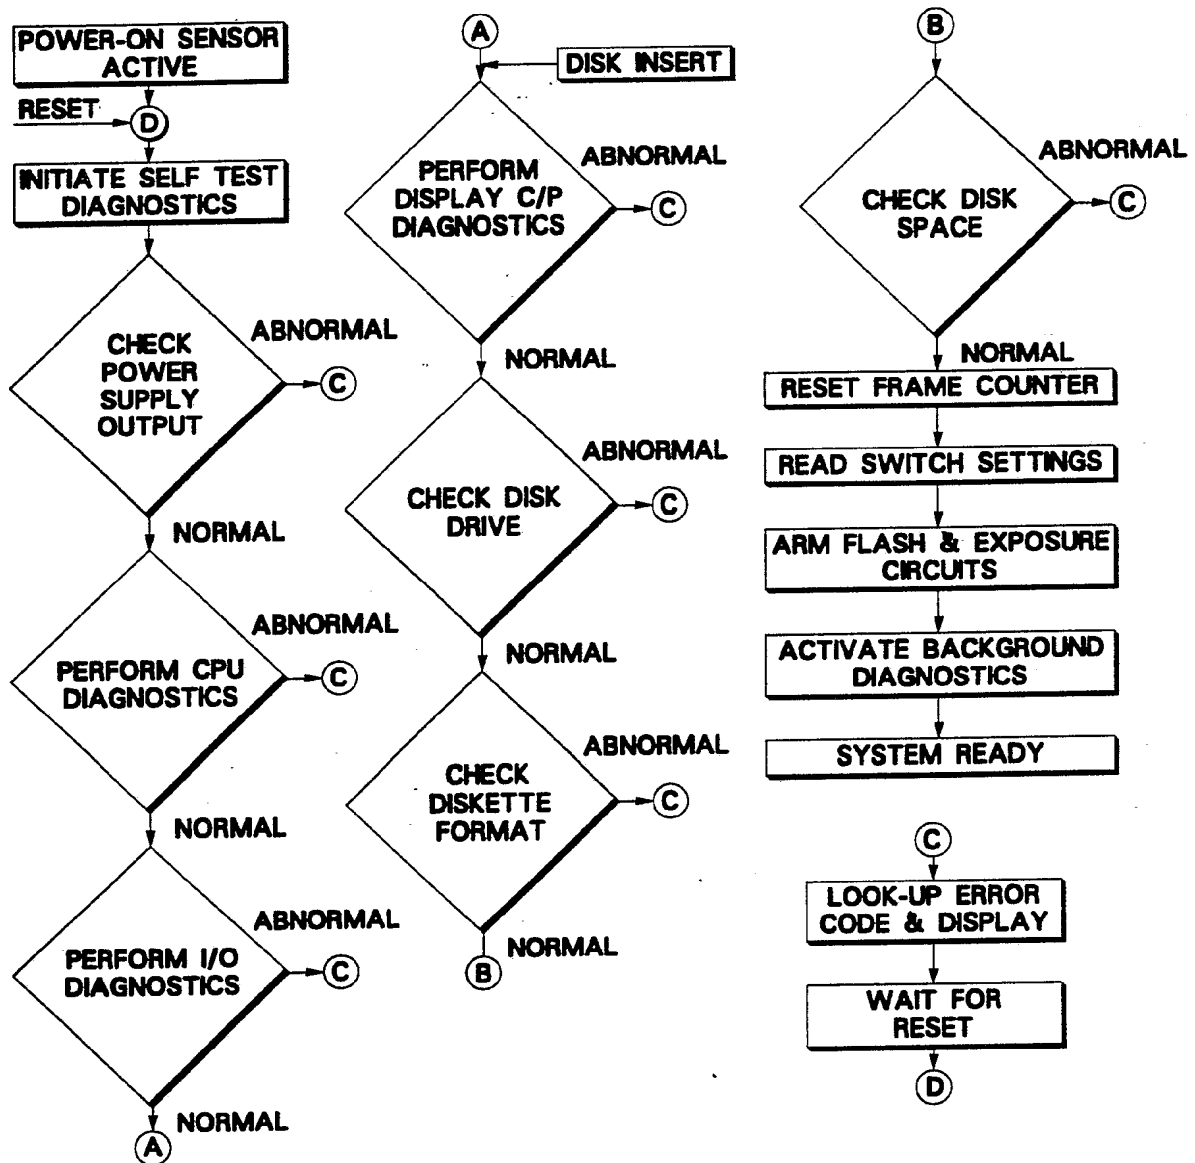 POWER-ON SENSOR
ACTIVE
RESET
D
INITIATE SELF TEST
DIAGNOSTICS
CHECK
POWER
SUPPLY
OUTPUT
ABNORMAL
C
NORMAL
PERFORM CPU
DIAGNOSTICS
ABNORMAL
C
NORMAL
PERFORM I/O
DIAGNOSTICS
ABNORMAL
C
NORMAL
A
A
DISK INSERT
PERFORM
DISPLAY C/P
DIAGNOSTICS
ABNORMAL
C
NORMAL
CHECK DISK
DRIVE
ABNORMAL
C
NORMAL
CHECK
DISKETTE
FORMAT
ABNORMAL
C
NORMAL
B
B
CHECK DISK
SPACE
ABNORMAL
C
NORMAL
RESET FRAME COUNTER
READ SWITCH SETTINGS
ARM FLASH & EXPOSURE
CIRCUITS
ACTIVATE BACKGROUND
DIAGNOSTICS
SYSTEM READY
C
LOOK-UP ERROR
CODE & DISPLAY
WAIT FOR
RESET
D